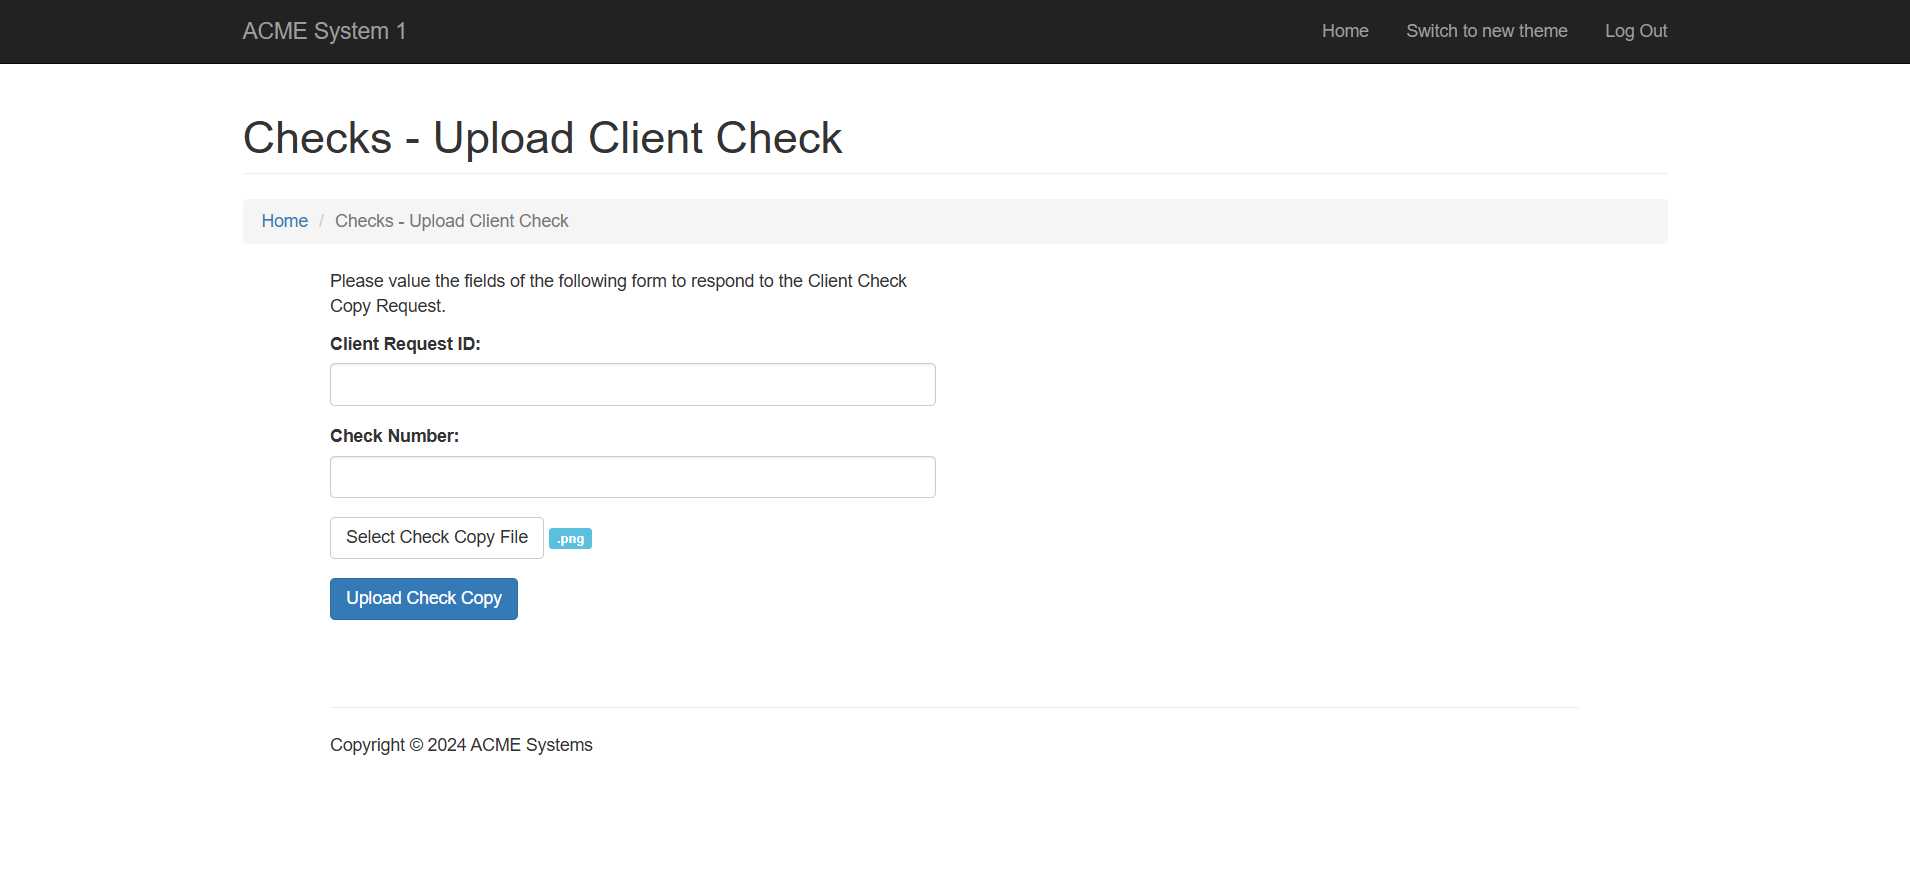 ACME System 1
Home
Switch to new theme
Log Out
Checks - Upload Client Check
Home / Checks - Upload Client Check
Please value the fields of the following form to respond to the Client Check
Copy Request.
Client Request ID:
Check Number:
Select Check Copy File .png
Upload Check Copy
Copyright © 2024 ACME Systems